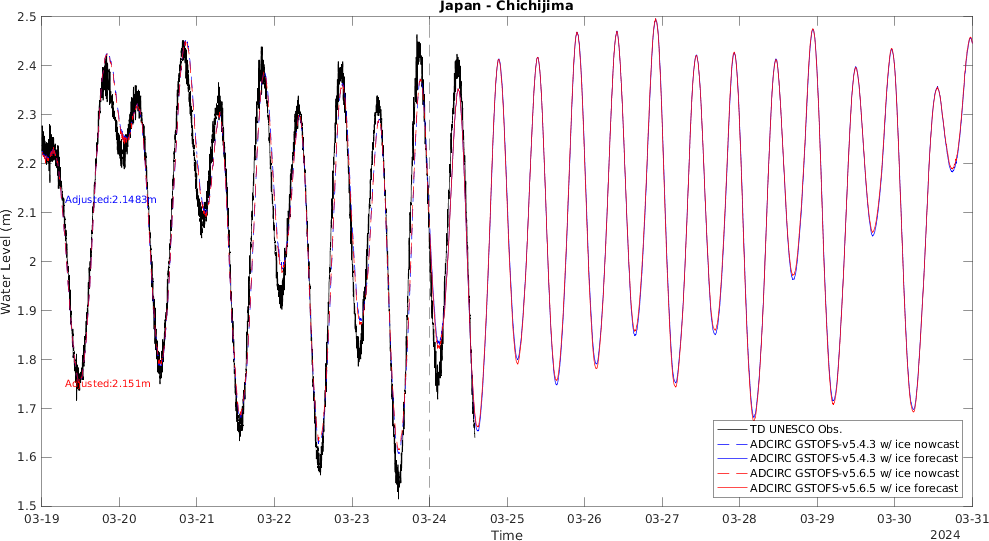 Japan - Chichijima
Water Level (m)
2.5
2.4
2.3
2.2
2.1
2
1.9
1.8
1.7
1.6
1.5
Adjusted:2.1483m
Adjusted:2.151m
TD UNESCO Obs.
ADCIRC GSTOFS-v5.4.3 w/ ice nowcast
ADCIRC GSTOFS-v5.4.3 w/ ice forecast
ADCIRC GSTOFS-v5.6.5 w/ ice nowcast
ADCIRC GSTOFS-v5.6.5 w/ ice forecast
03-19 03-20 03-21 03-22 03-23 03-24 03-25 03-26 03-27 03-28 03-29 03-30 03-31
Time
2024